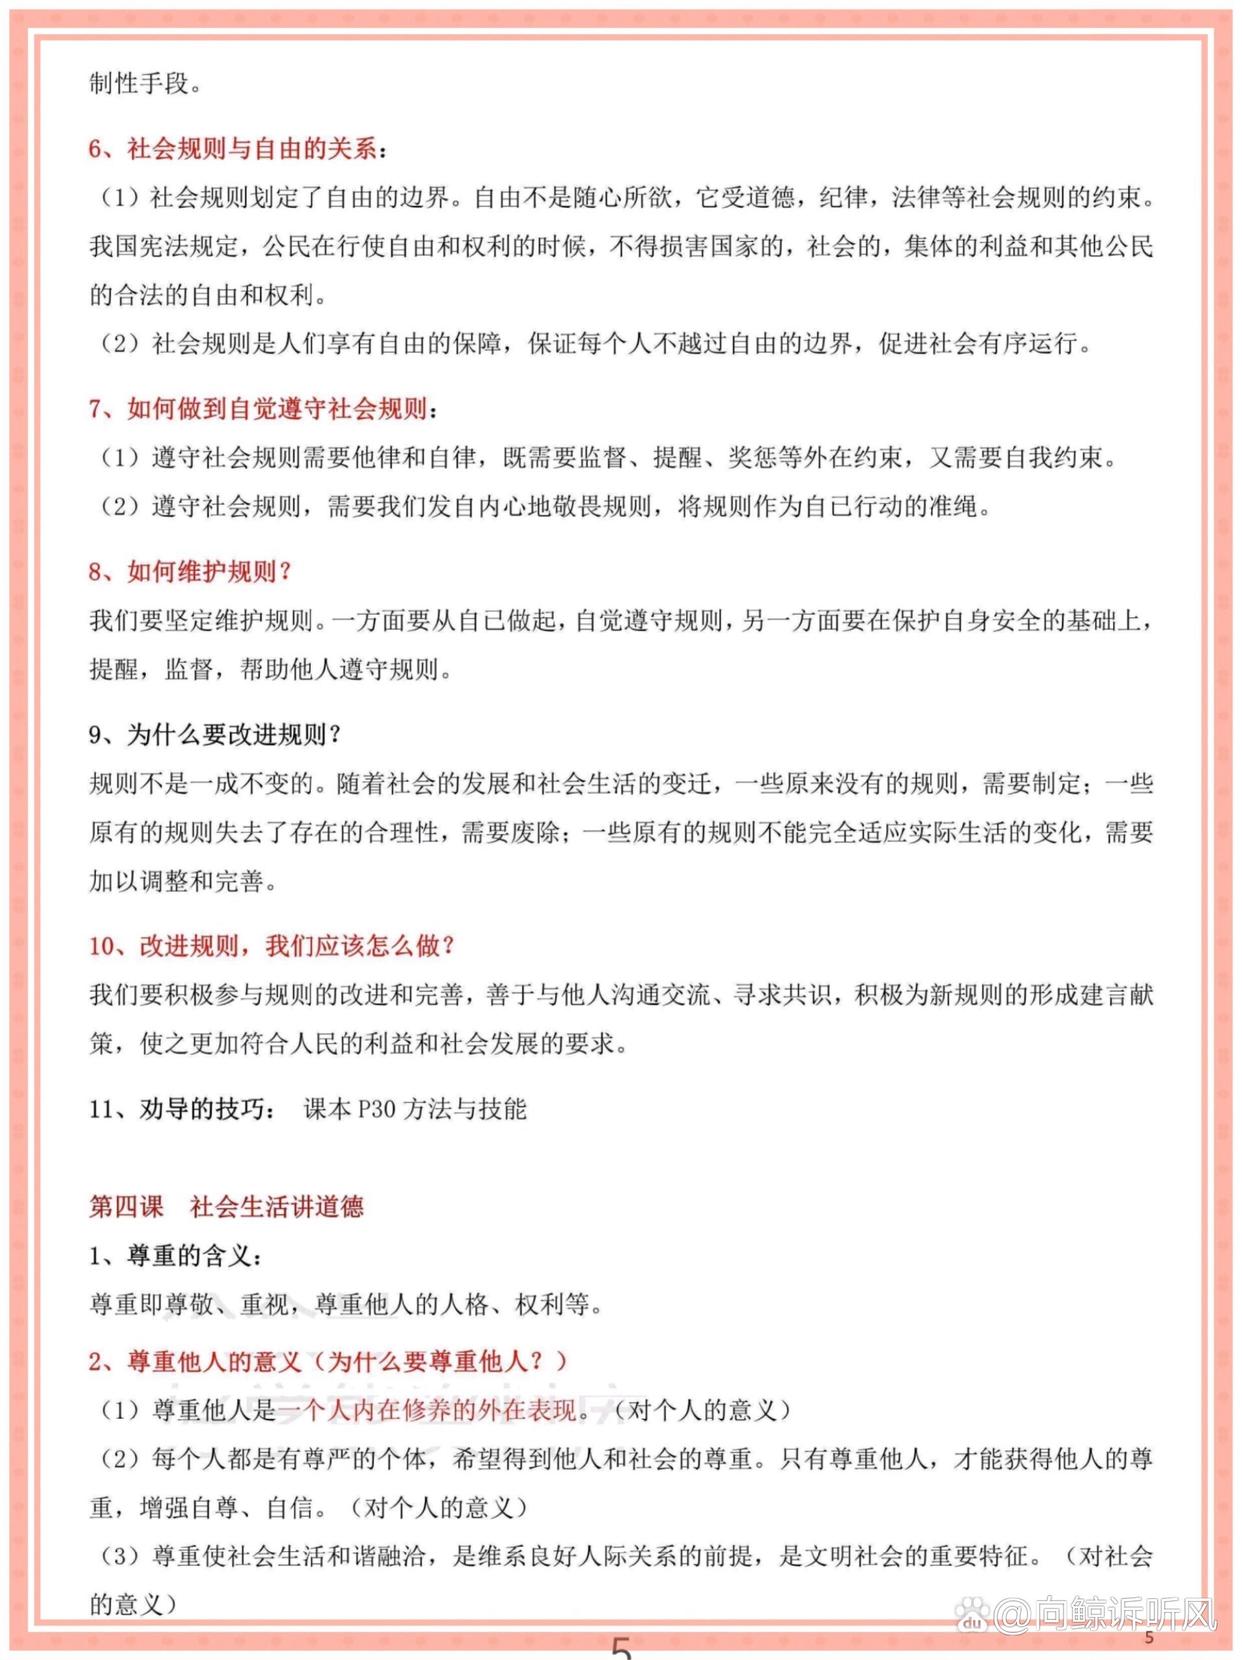 制性手段。
6、社会规则与自由的关系：
（1）社会规则划定了自由的边界。自由不是随心所欲，它受道德，纪律，法律等社会规则的约束。
我国宪法规定，公民在行使自由和权利的时候，不得损害国家的，社会的，集体的利益和其他公民
的合法的自由和权利。
（2）社会规则是人们享有自由的保障，保证每个人不越过自由的边界，促进社会有序运行。
7、如何做到自觉遵守社会规则：
（1）遵守社会规则需要他律和自律，既需要监督、提醒、奖惩等外在约束，又需要自我约束。
（2）遵守社会规则，需要我们发自内心地敬畏规则，将规则作为自已行动的准绳。
8、如何维护规则？
我们要坚定维护规则。一方面要从自已做起，自觉遵守规则，另一方面要在保护自身安全的基础上，
提醒，监督，帮助他人遵守规则。
9、为什么要改进规则？
规则不是一成不变的。随着社会的发展和社会生活的变迁，一些原来没有的规则，需要制定；一些
原有的规则失去了存在的合理性，需要废除；一些原有的规则不能完全适应实际生活的变化，需要
加以调整和完善。
10、改进规则，我们应该怎么做？
我们要积极参与规则的改进和完善，善于与他人沟通交流、寻求共识，积极为新规则的形成建言献
策，使之更加符合人民的利益和社会发展的要求。
11、劝导的技巧： 课本 P30 方法与技能
第四课 社会生活讲道德
1、尊重的含义：
尊重即尊敬、重视，尊重他人的人格、权利等。
2、尊重他人的意义（为什么要尊重他人？）
（1）尊重他人是一个人内在修养的外在表现。（对个人的意义）
（2）每个人都是有尊严的个体，希望得到他人和社会的尊重。只有尊重他人，才能获得他人的尊
重，增强自尊、自信。（对个人的意义）
（3）尊重使社会生活和谐融洽，是维系良好人际关系的前提，是文明社会的重要特征。（对社会
的意义）
du @向鲸诉听风
5
5